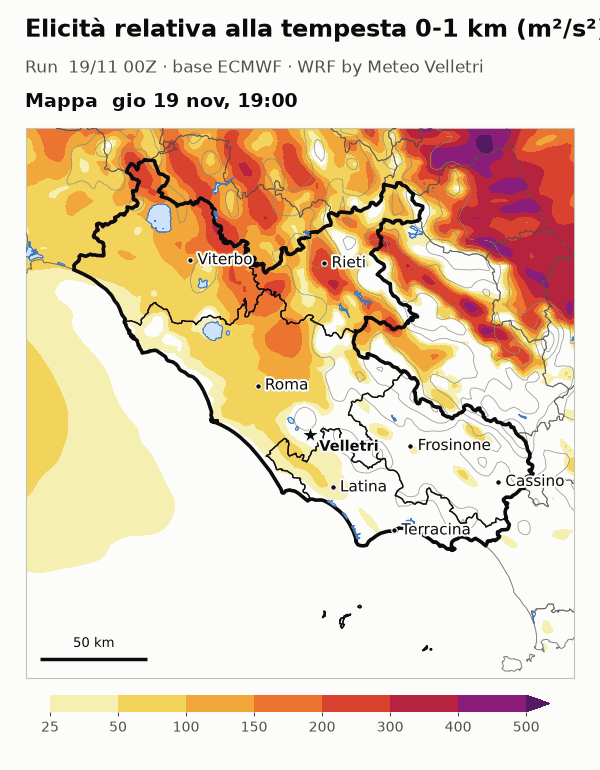 Elicità relativa alla tempesta 0-1 km (m²/s²)
Run 19/11 00Z · base ECMWF · WRF by Meteo Velletri
Mappa gio 19 nov, 19:00
Viterbo
Rieti
Roma
Velletri
Frosinone
Cassino
Latina
Terracina
50 km
25 50 100 150 200 300 400 500